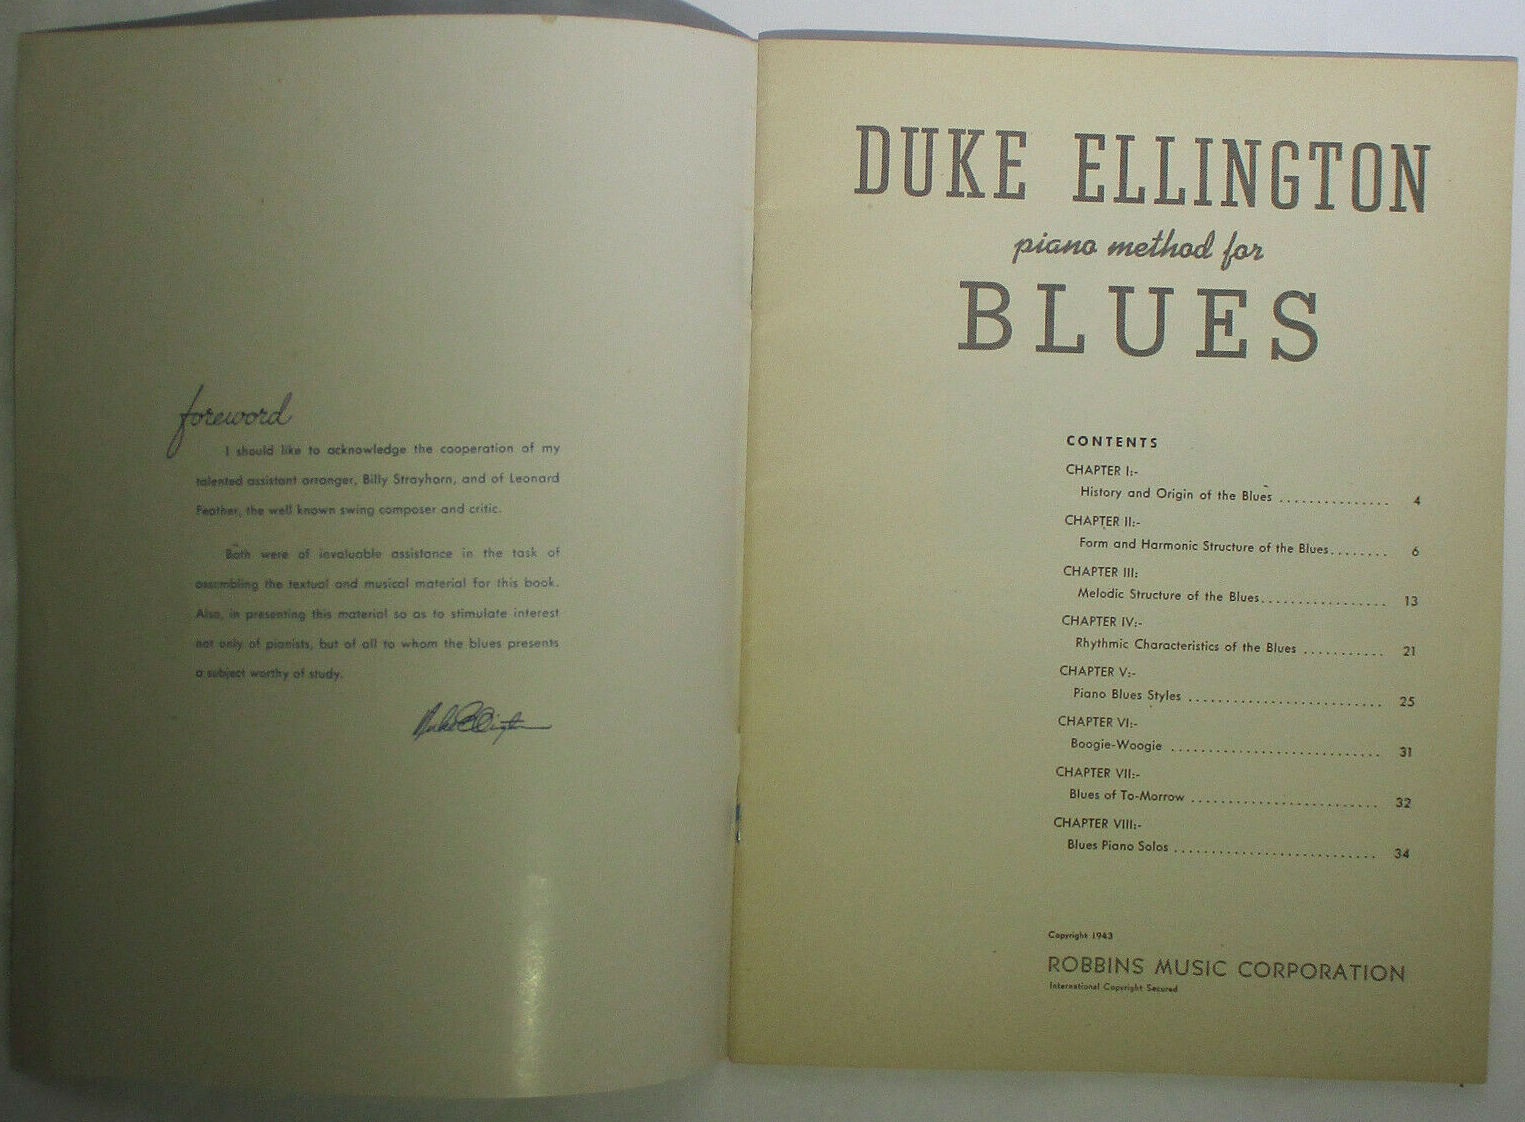 foreword
I should like to acknowledge the cooperation of my
talented assistant arranger, Billy Strayhorn, and of Leonard
Feather, the well known swing composer and critic.
Both were of invaluable assistance in the task of
assembling the textual and musical material for this book.
Also, in presenting this material so as to stimulate interest
not only of pianists, but of all to whom the blues presents
a subject worthy of study.
Duke Ellington
DUKE ELLINGTON
piano method for
BLUES
CONTENTS
CHAPTER I:-
History and Origin of the Blues .............. 4
CHAPTER II:-
Form and Harmonic Structure of the Blues........ 6
CHAPTER III:
Melodic Structure of the Blues................ 13
CHAPTER IV:-
Rhythmic Characteristics of the Blues ........... 21
CHAPTER V:-
Piano Blues Styles ......................... 25
CHAPTER VI:-
Boogie-Woogie ........................... 31
CHAPTER VII:-
Blues of To-Morrow ........................ 32
CHAPTER VIII:-
Blues Piano Solos .......................... 34
Copyright 1943
ROBBINS MUSIC CORPORATION
International Copyright Secured